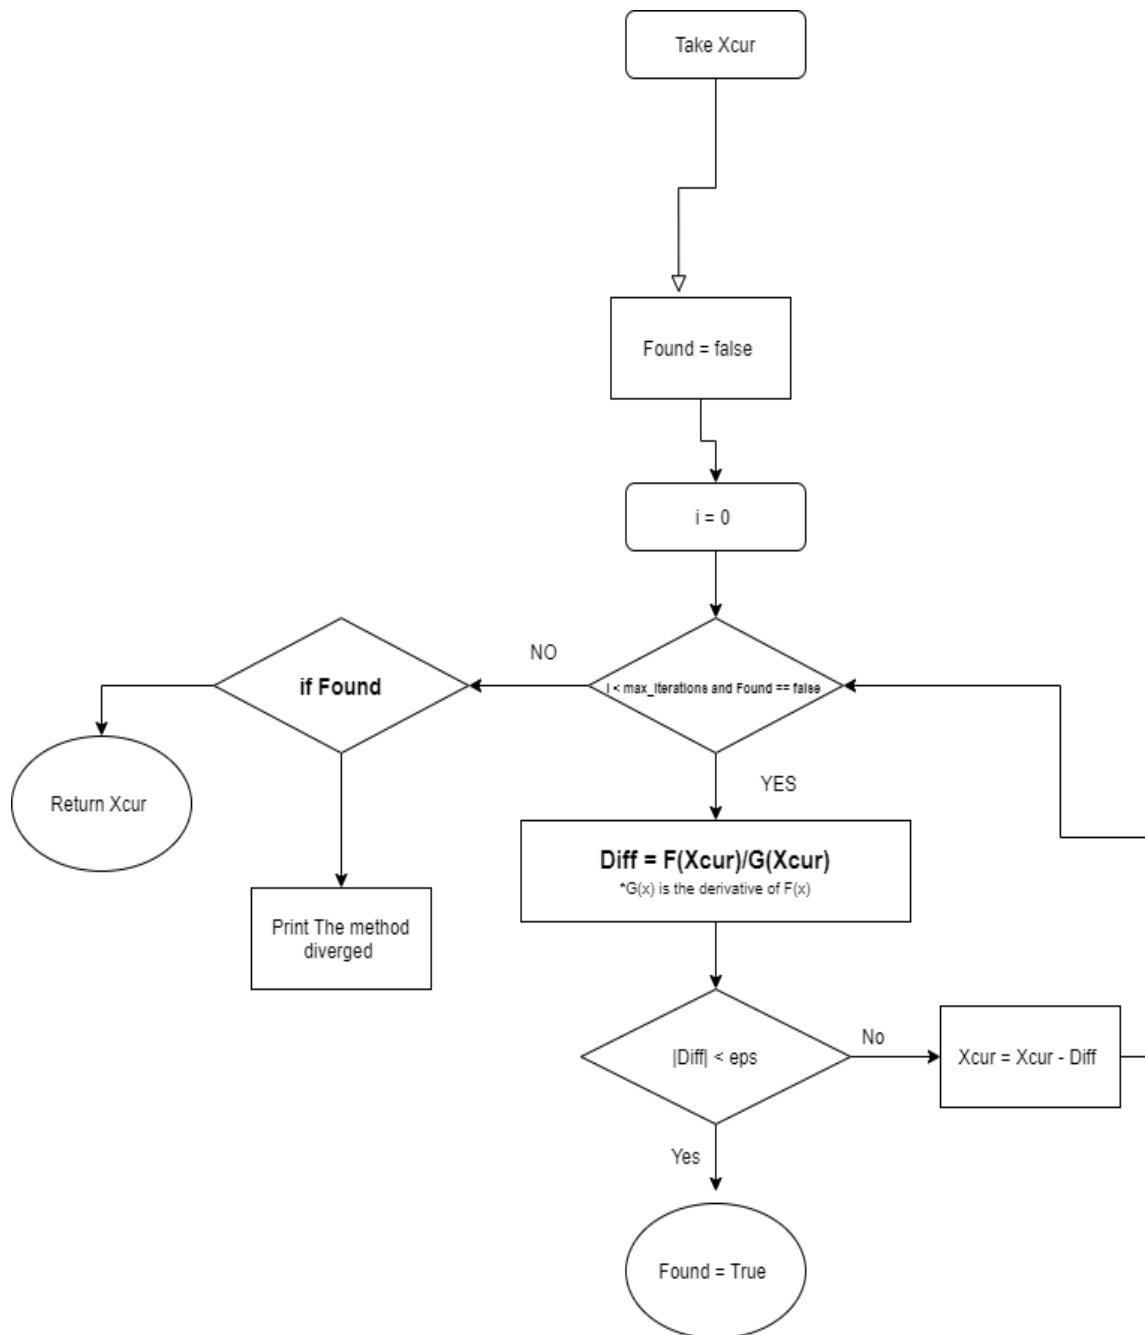 Take Xcur
Found = false
i = 0
NO
if Found
I < max_Iterations and Found == false
Return Xcur
YES
Diff = F(Xcur)/G(Xcur)
*G(x) is the derivative of F(x)
Print The method
diverged
|Diff| < eps
No
Xcur = Xcur - Diff
Yes
Found = True